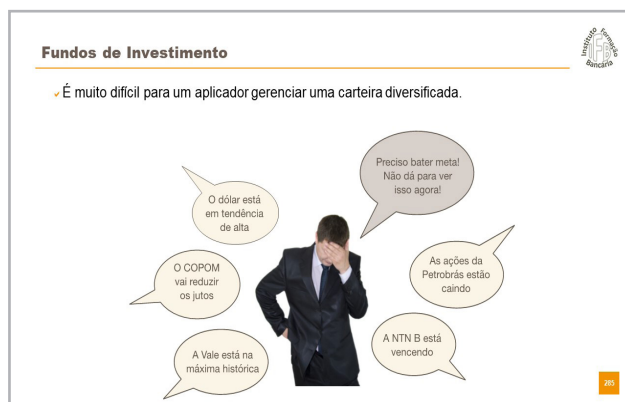 Fundos de Investimento
Instituto Formação
IFB
Bancária
É muito difícil para um aplicador gerenciar uma carteira diversificada.
Preciso bater meta!
Não dá para ver
isso agora!
O dólar está
em tendência
de alta
As ações da
Petrobrás estão
caindo
O COPOM
vai reduzir
os jutos
A NTN B está
vencendo
A Vale está na
máxima histórica
285